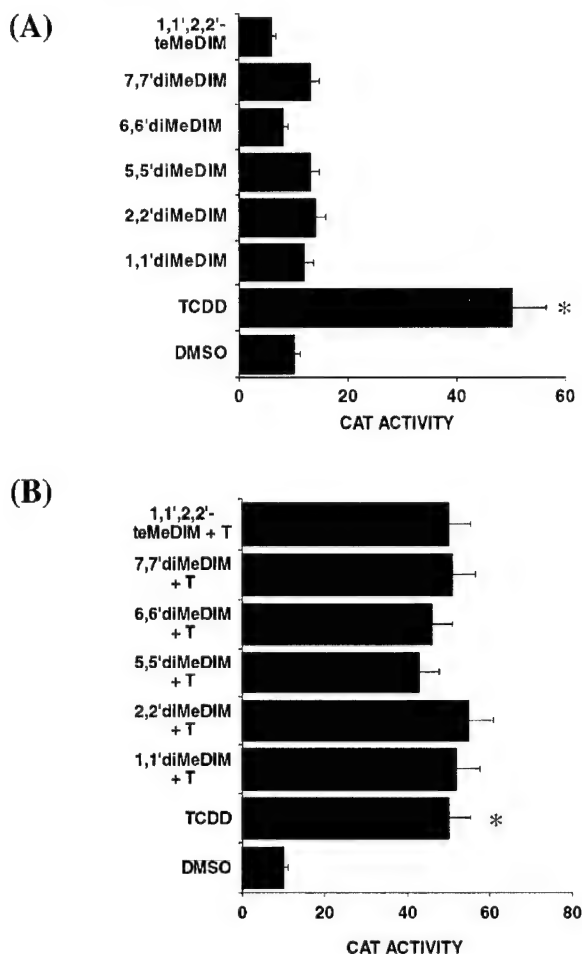 (A)
1,1',2,2'-
teMeDIM
7,7'diMeDIM
6,6'diMeDIM
5,5'diMeDIM
2,2'diMeDIM
1,1'diMeDIM
TCDD
*
DMSO
0 20 40 60
CAT ACTIVITY
(B)
1,1',2,2'-
teMeDIM + T
7,7'diMeDIM
+ T
6,6'diMeDIM
+ T
5,5'diMeDIM
+ T
2,2'diMeDIM
+ T
1,1'diMeDIM
+ T
TCDD
*
DMSO
0 20 40 60 80
CAT ACTIVITY